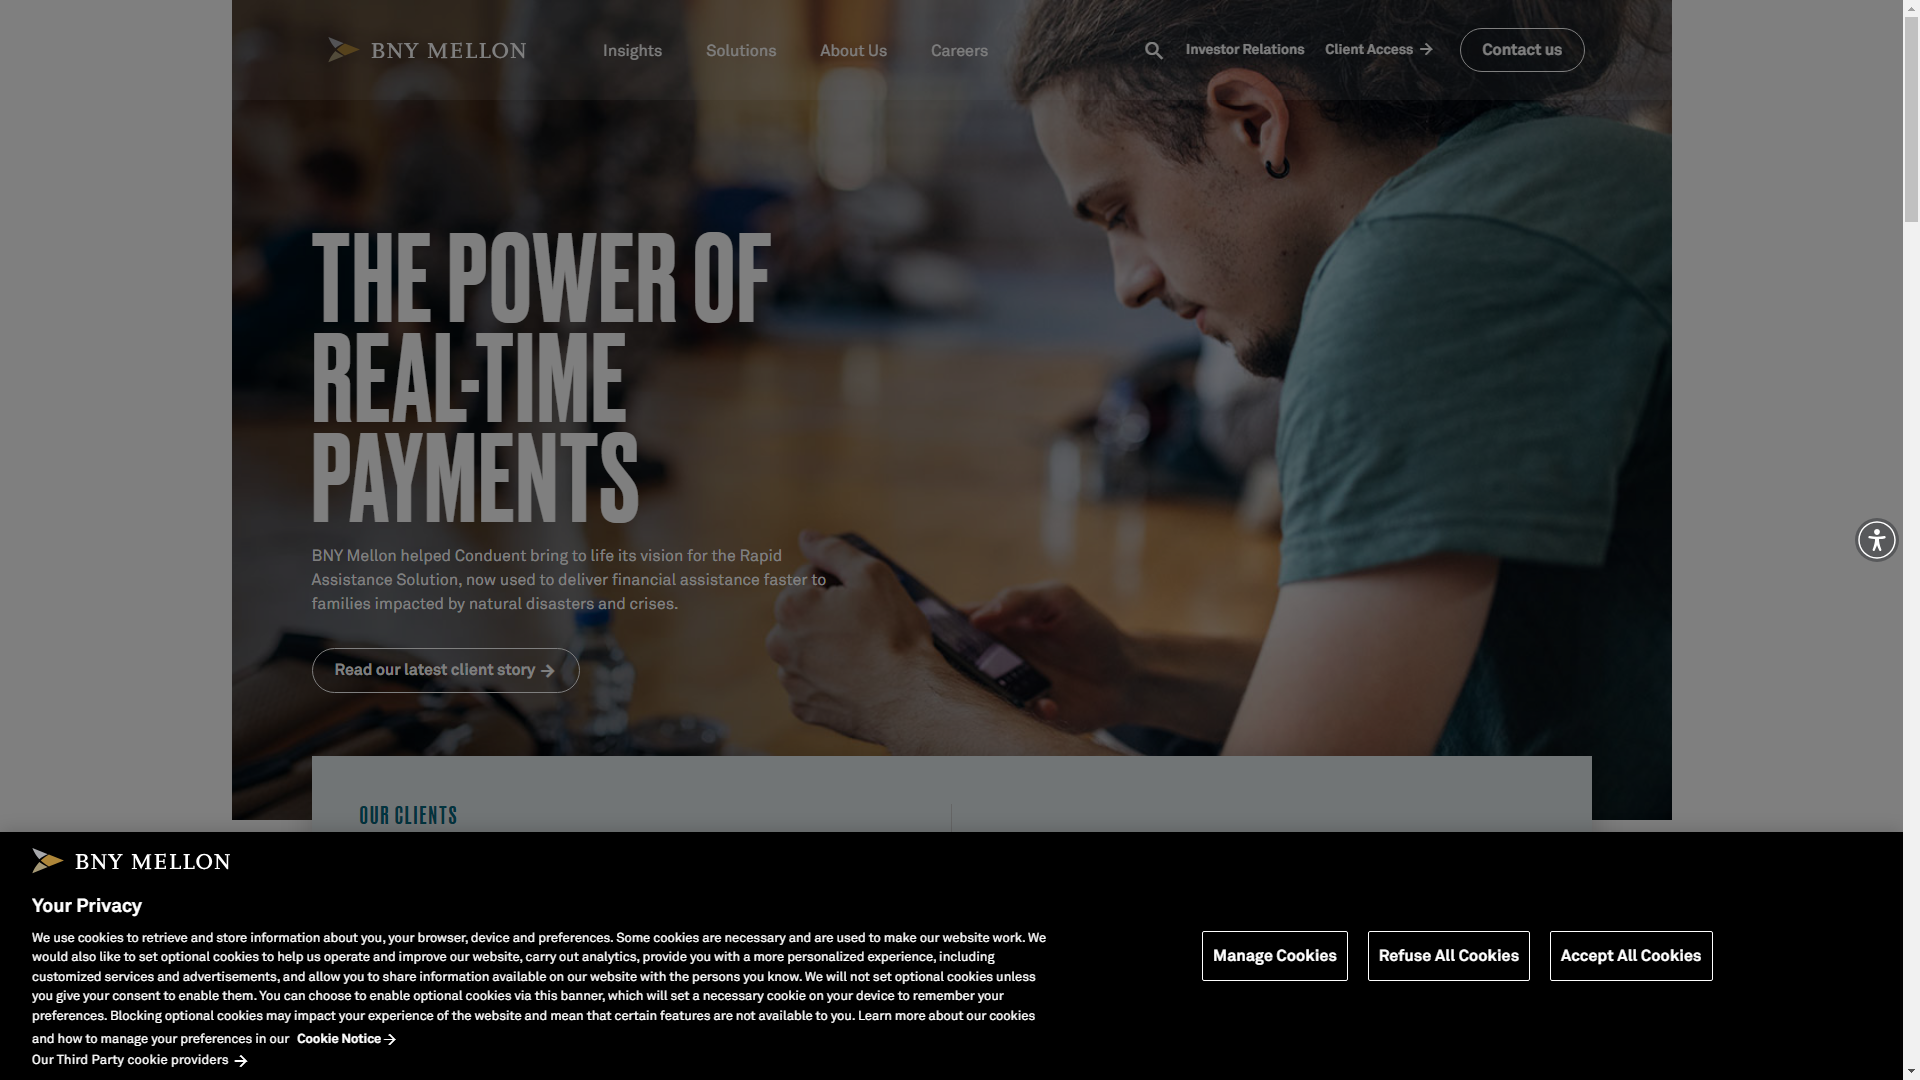 BNY MELLON
Insights
Solutions
About Us
Careers
Investor Relations
Client Access
Contact us
THE POWER OF
REAL-TIME
PAYMENTS
BNY Mellon helped Conduent bring to life its vision for the Rapid
Assistance Solution, now used to deliver financial assistance faster to
families impacted by natural disasters and crises.
Read our latest client story
OUR CLIENTS
BNY MELLON
Your Privacy
We use cookies to retrieve and store information about you, your browser, device and preferences. Some cookies are necessary and are used to make our website work. We
would also like to set optional cookies to help us operate and improve our website, carry out analytics, provide you with a more personalized experience, including
customized services and advertisements, and allow you to share information available on our website with the persons you know. We will not set optional cookies unless
you give your consent to enable them. You can choose to enable optional cookies via this banner, which will set a necessary cookie on your device to remember your
preferences. Blocking optional cookies may impact your experience of the website and mean that certain features are not available to you. Learn more about our cookies
and how to manage your preferences in our Cookie Notice
Our Third Party cookie providers
Manage Cookies
Refuse All Cookies
Accept All Cookies